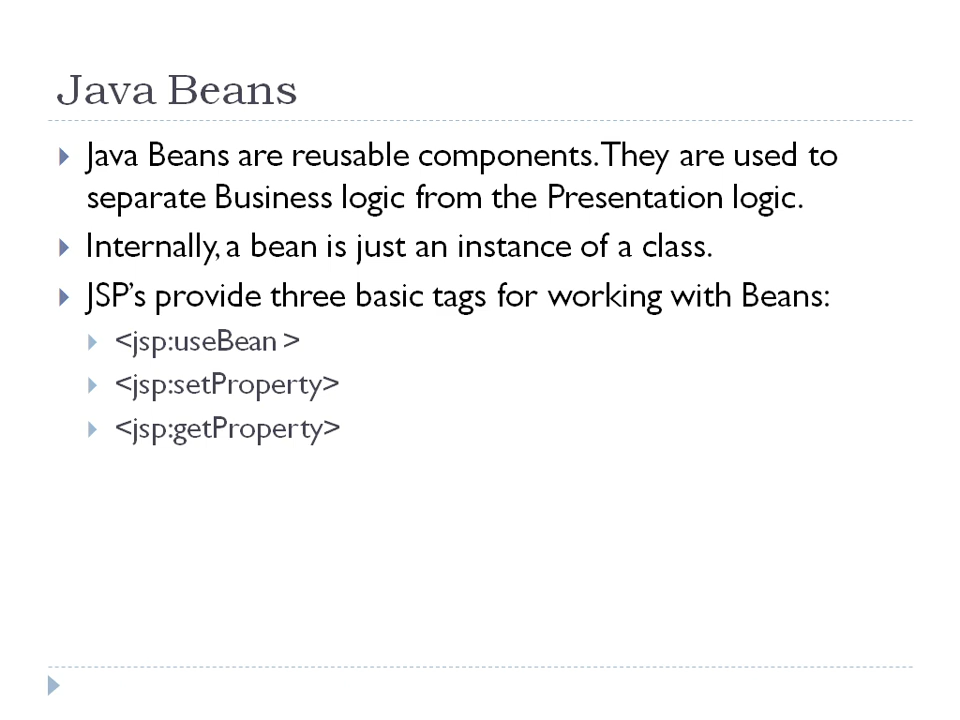 Java Beans
Java Beans are reusable components. They are used to
separate Business logic from the Presentation logic.
Internally, a bean is just an instance of a class.
JSP's provide three basic tags for working with Beans:
<jsp:useBean >
<jsp:setProperty>
<jsp:getProperty>